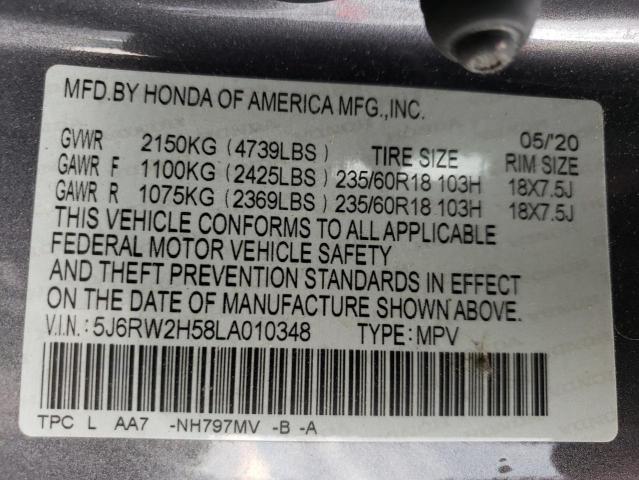 MFD.BY HONDA OF AMERICA MFG.,INC.
05/'20
GVWR 2150KG (4739LBS) TIRE SIZE RIM SIZE
GAWR F 1100KG (2425LBS) 235/60R18 103H 18X7.5J
GAWR R 1075KG (2369LBS) 235/60R18 103H 18X7.5J
THIS VEHICLE CONFORMS TO ALL APPLICABLE
FEDERAL MOTOR VEHICLE SAFETY
AND THEFT PREVENTION STANDARDS IN EFFECT
ON THE DATE OF MANUFACTURE SHOWN ABOVE.
V.I.N.: 5J6RW2H58LA010348 TYPE: MPV
TPC L AA7 -NH797MV -B -A